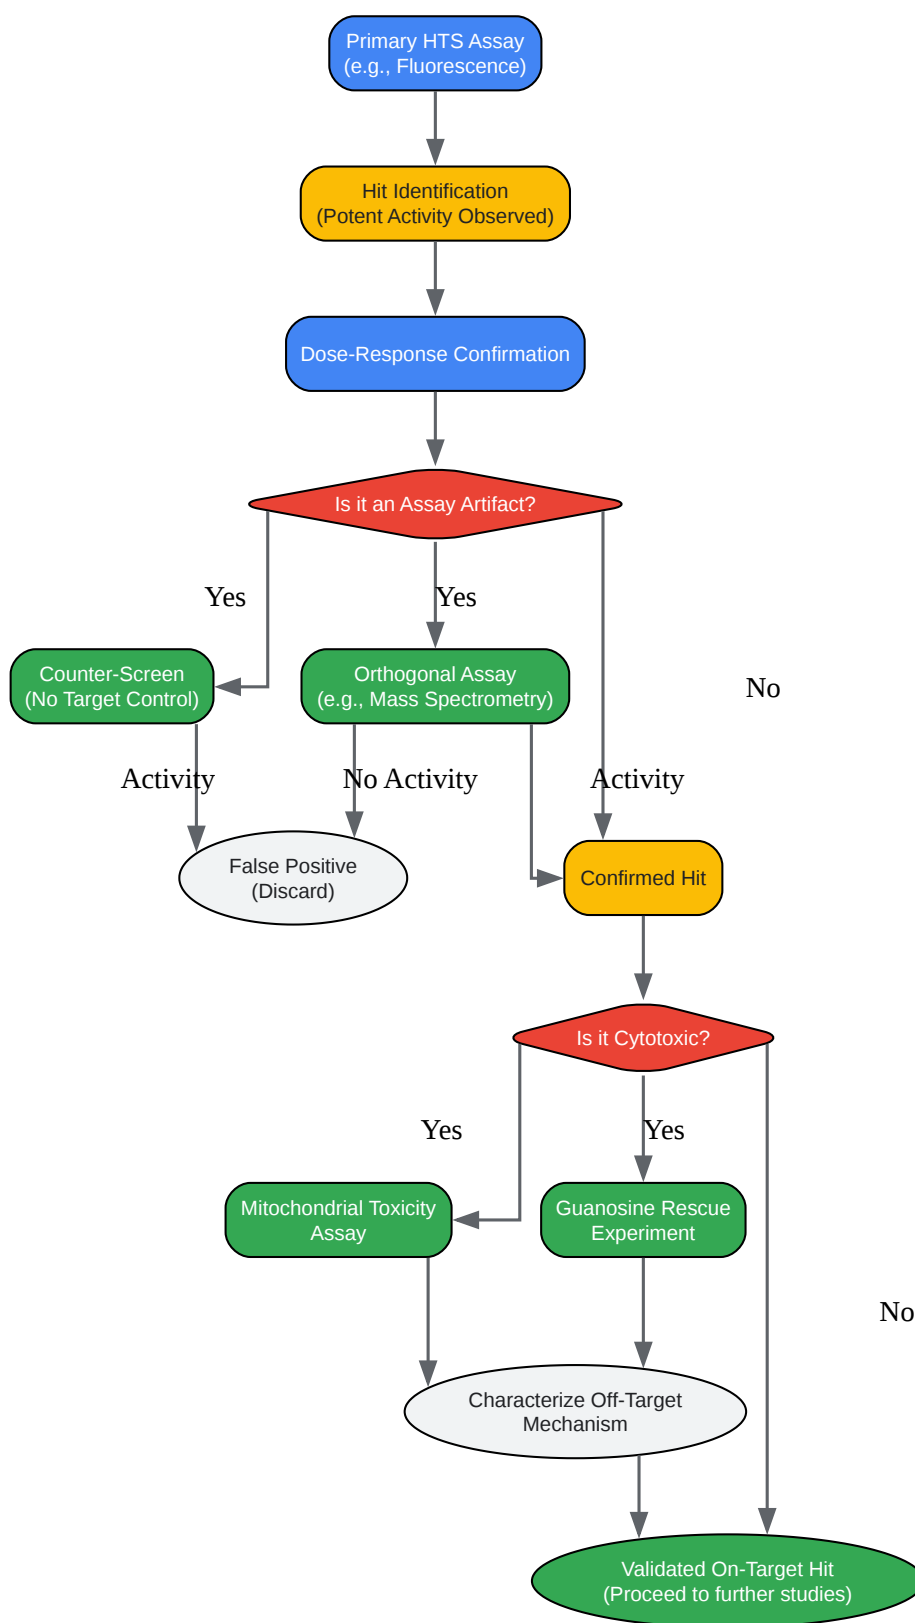 Primary HTS Assay
(e.g., Fluorescence)
Hit Identification
(Potent Activity Observed)
Dose-Response Confirmation
Is it an Assay Artifact?
Yes
Yes
Counter-Screen
(No Target Control)
Orthogonal Assay
(e.g., Mass Spectrometry)
No
Activity
No Activity
Activity
False Positive
(Discard)
Confirmed Hit
Is it Cytotoxic?
Yes
Yes
Mitochondrial Toxicity
Assay
Guanosine Rescue
Experiment
No
Characterize Off-Target
Mechanism
Validated On-Target Hit
(Proceed to further studies)